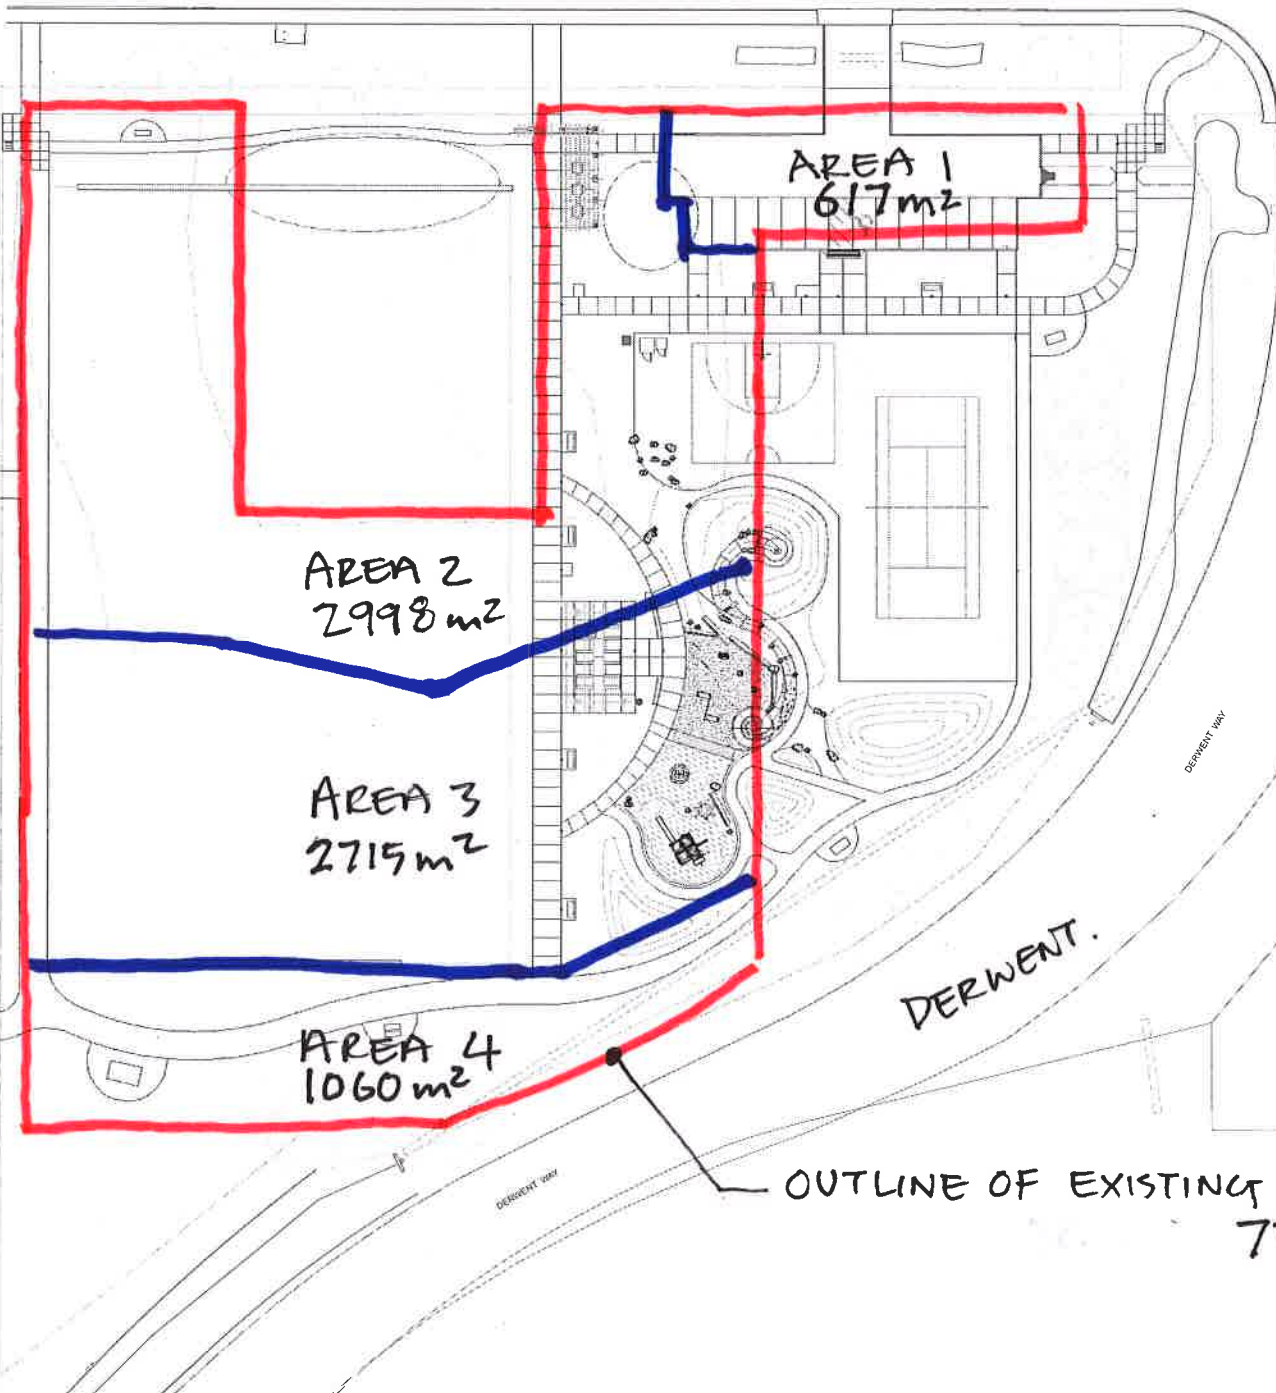 AREA 1
617m²
AREA 2
2998m²
DERWENT WAY
AREA 3
2715m²
DERWENT.
AREA 4
1060m²
DERWENT WAY
OUTLINE OF EXISTING